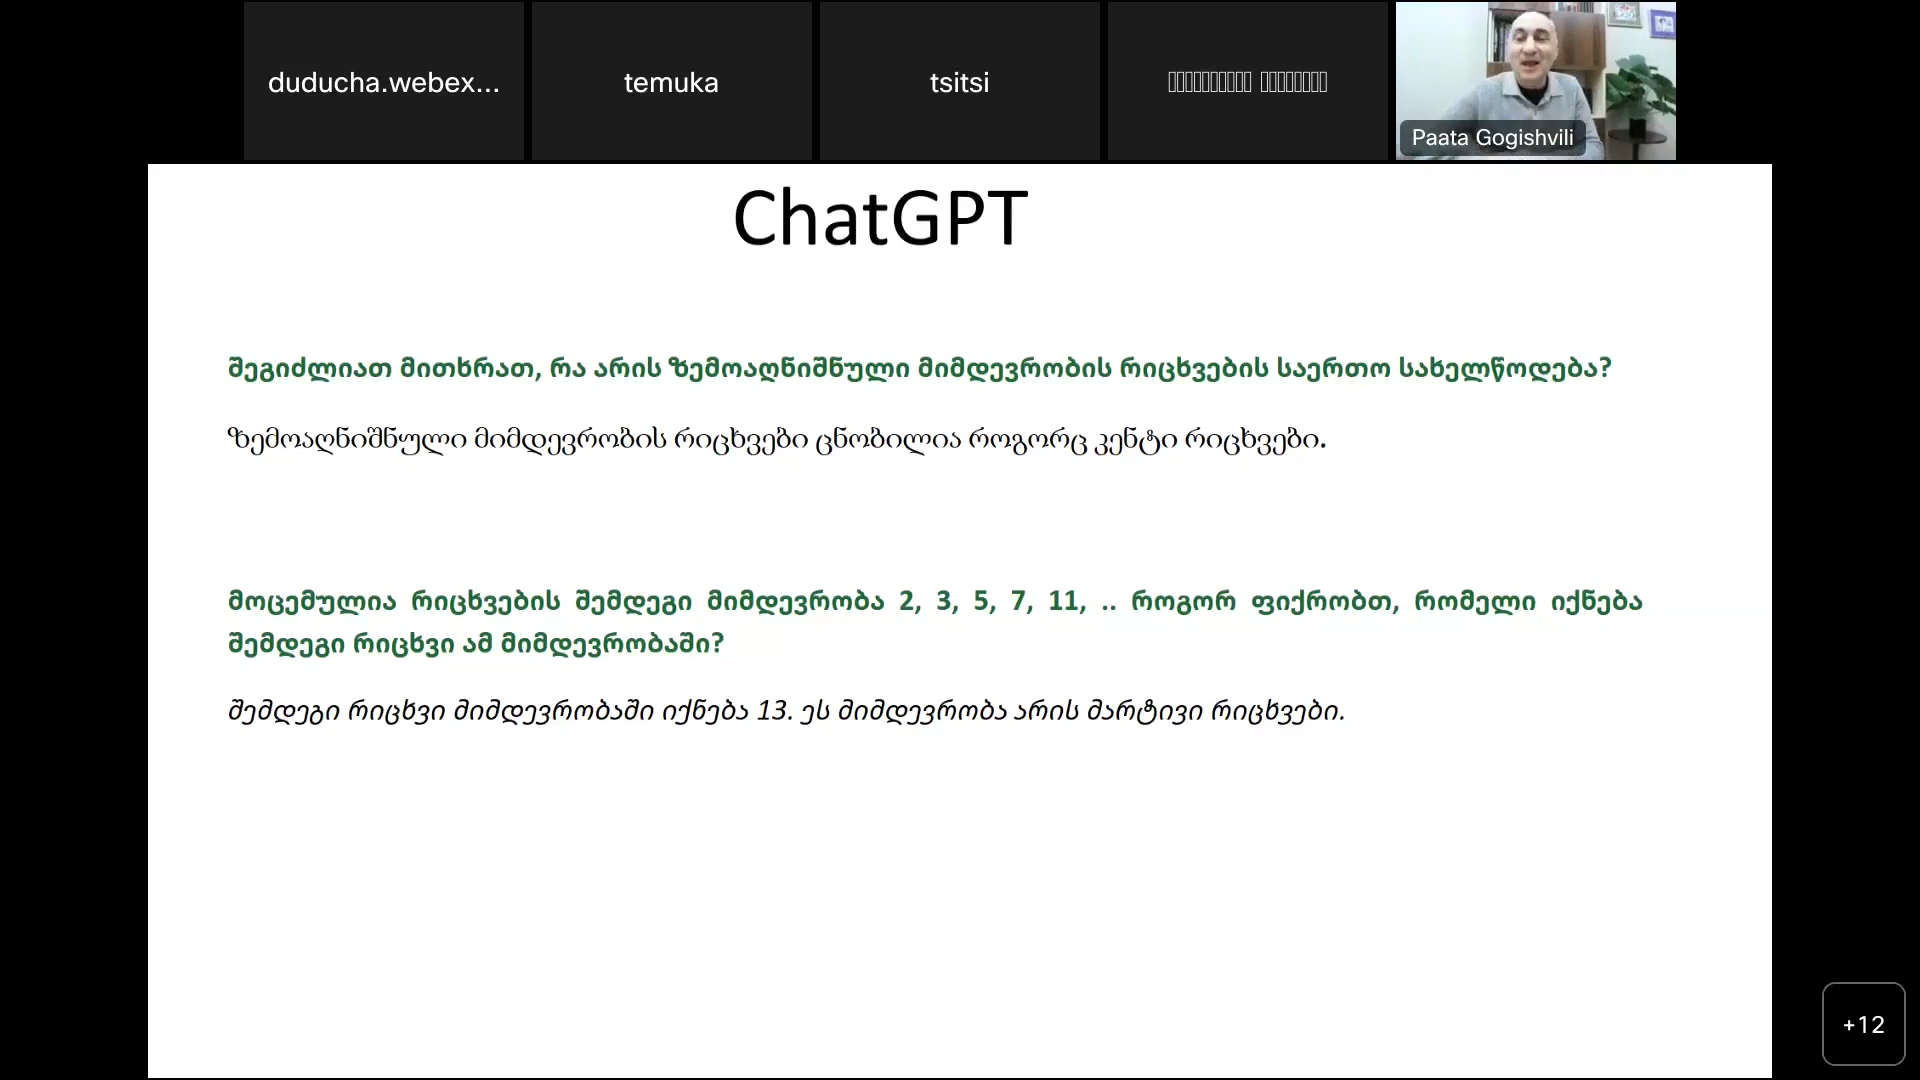 duducha.webex...
temuka
tsitsi
Paata Gogishvili
ChatGPT
შეგიძლიათ მითხრათ, რა არის ზემოაღნიშნული მიმდევრობის რიცხვების საერთო სახელწოდება?
ზემოაღნიშნული მიმდევრობის რიცხვები ცნობილია როგორც კენტი რიცხვები.
მოცემულია რიცხვების შემდეგი მიმდევრობა 2, 3, 5, 7, 11, .. როგორ ფიქრობთ, რომელი იქნება
შემდეგი რიცხვი ამ მიმდევრობაში?
შემდეგი რიცხვი მიმდევრობაში იქნება 13. ეს მიმდევრობა არის მარტივი რიცხვები.
+12